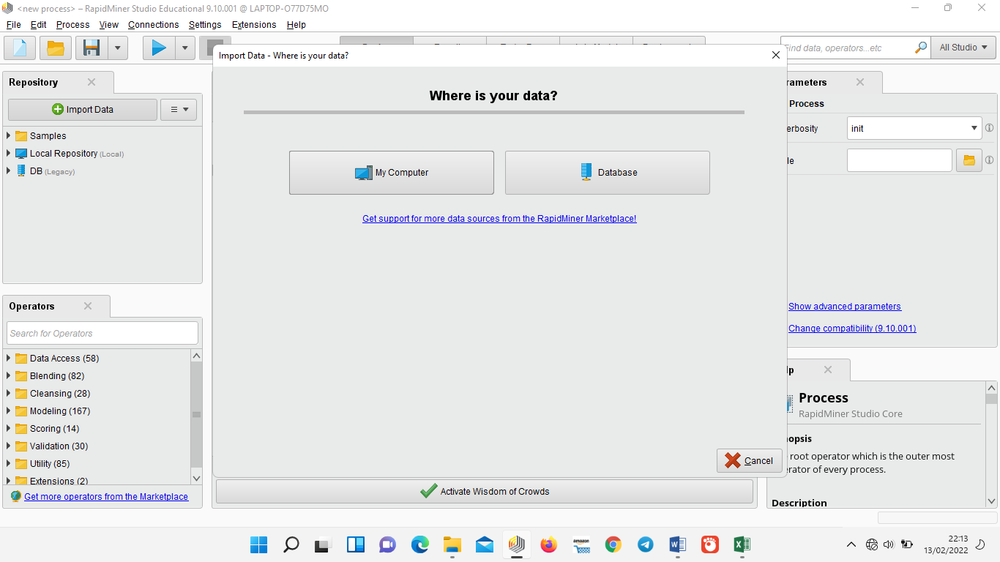 <new process> – RapidMiner Studio Educational 9.10.001 @ LAPTOP-O77D75MO
File Edit Process View Connections Settings Extensions Help
Find data, operators...etc
All Studio
Import Data - Where is your data?
Repository
Import Data
Samples
Local Repository (Local)
DB (Legacy)
Where is your data?
My Computer
Database
Get support for more data sources from the RapidMiner Marketplace!
Cancel
Activate Wisdom of Crowds
Operators
Search for Operators
Data Access (58)
Blending (82)
Cleansing (28)
Modeling (167)
Scoring (14)
Validation (30)
Utility (85)
Extensions (2)
Get more operators from the Marketplace
rameters
Process
erbosity
init
le
Show advanced parameters
Change compatibility (9.10.001)
lp
Process
RapidMiner Studio Core
nopsis
root operator which is the outer most
erator of every process.
Description
amazon
22:13
13/02/2022